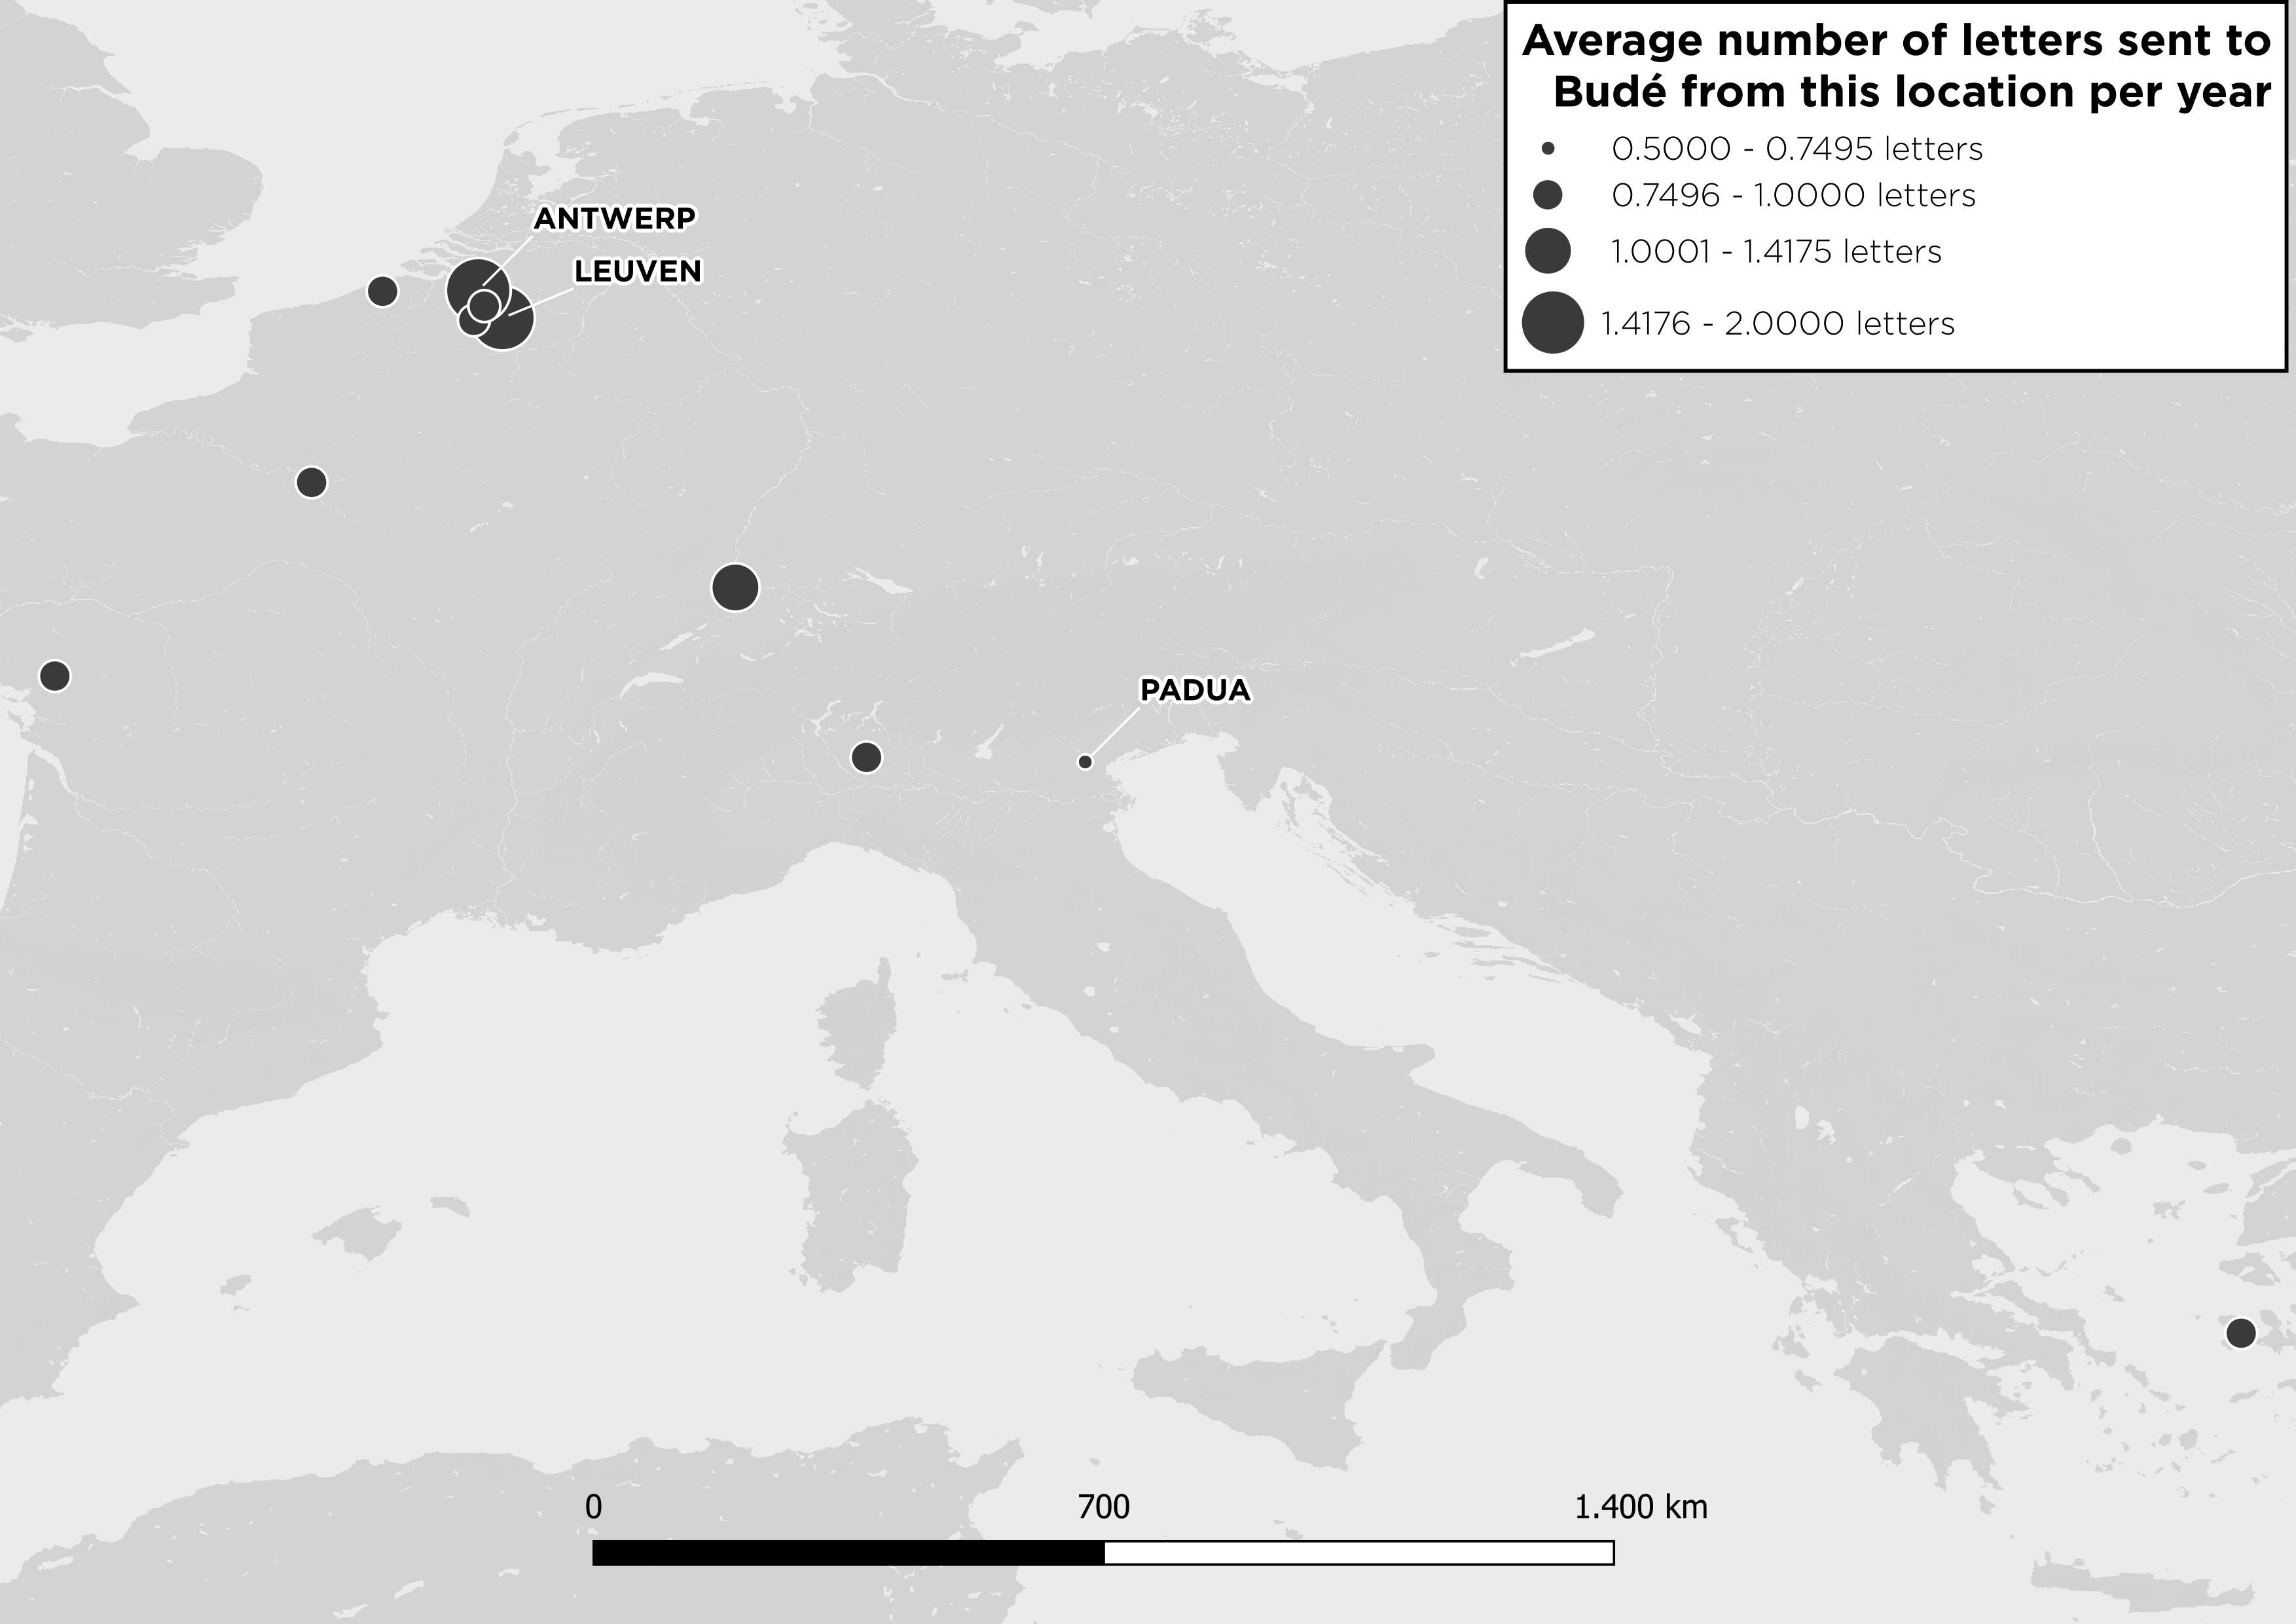 Average number of letters sent to
Budé from this location per year
0.5000 - 0.7495 letters
0.7496 - 1.0000 letters
1.0001 - 1.4175 letters
1.4176 - 2.0000 letters
ANTWERP
LEUVEN
PADUA
0 700 1.400 km